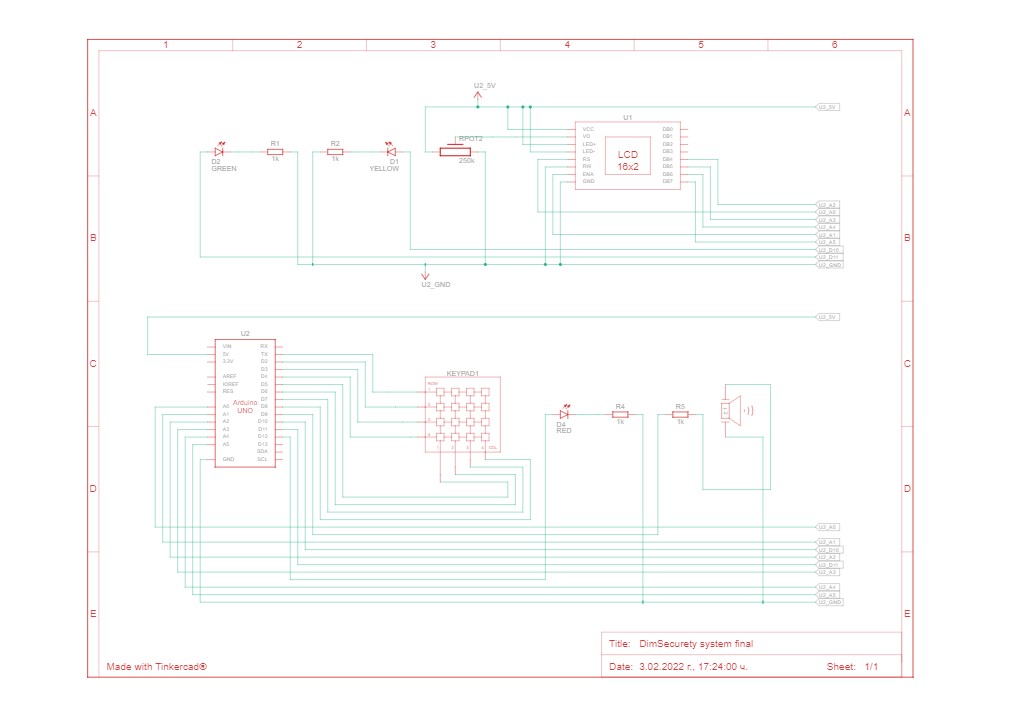 1 2 3 4 5 6
A A
B B
C C
D D
E E
U2_5V
U2_5V
D2
GREEN
R1
1k
R2
1k
D1
YELLOW
RPOT2
250k
U1
VCC
VO
LED+
LED-
RS
RW
ENA
GND
LCD
16x2
DB0
DB1
DB2
DB3
DB4
DB5
DB6
DB7
U2_A2
U2_A0
U2_A3
U2_A4
U2_A1
U2_A5
U2_D10
U2_D11
U2_GND
U2_GND
U2_5V
U2
VIN
5V
3.3V
AREF
IOREF
RES
A0
A1
A2
A3
A4
A5
GND
Arduino
UNO
RX
TX
D2
D3
D4
D5
D6
D7
D8
D9
D10
D11
D12
D13
SDA
SCL
KEYPAD1
ROW
1
2
3
4
1 2 3 4 COL
D4
RED
R4
1k
R5
1k
U2_A0
U2_A1
U2_D10
U2_A2
U2_D11
U2_A3
U2_A4
U2_A5
U2_GND
Title: DimSecurety system final
Made with Tinkercad®
Date: 3.02.2022 г., 17:24:00 ч. Sheet: 1/1